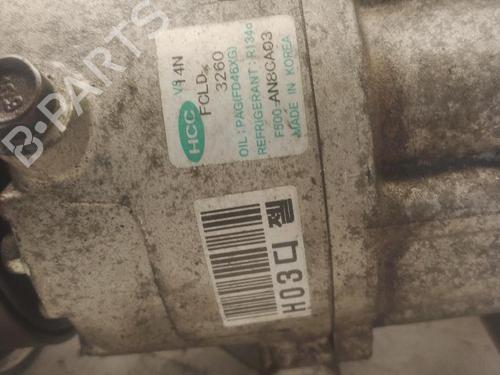 B-PARTS
HCC
14N
FCLD
3260
OIL: PAG(FD46XG)
REFRIGERANT: R134a
F500-AN8CA03
MADE IN KOREA
H03디
젤